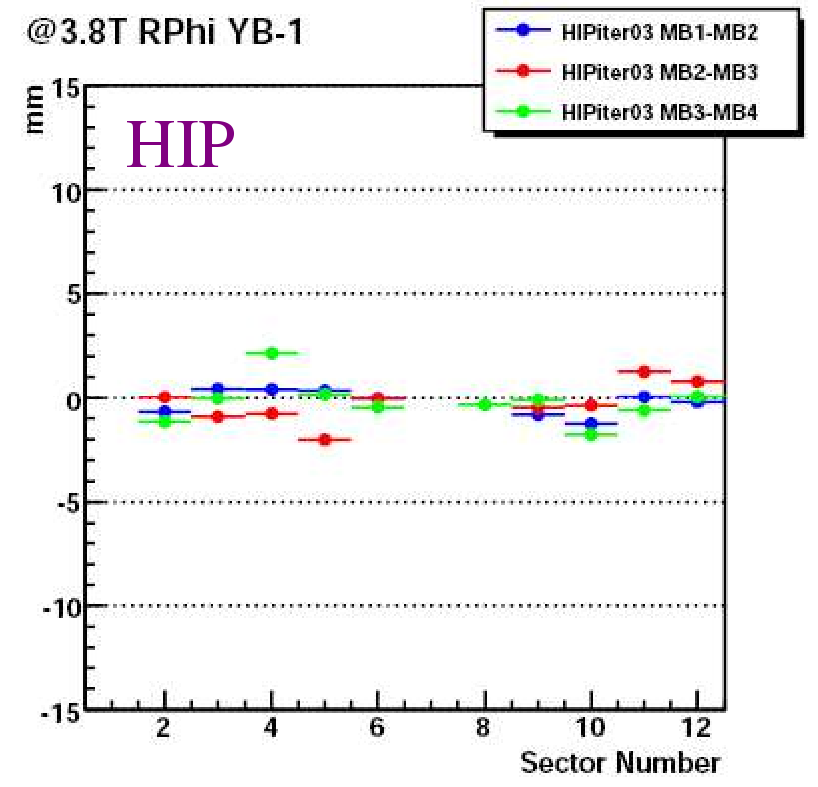 @3.8T RPhi YB-1
HIPiter03 MB1-MB2
HIPiter03 MB2-MB3
HIPiter03 MB3-MB4
mm
HIP
15
10
5
0
-5
-10
-15
2 4 6 8 10 12
Sector Number